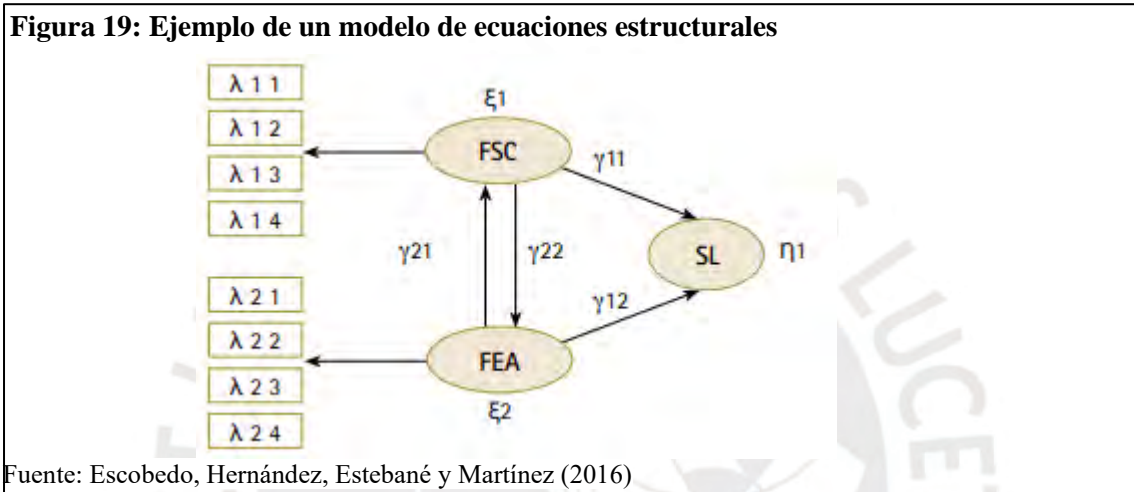 Figura 19: Ejemplo de un modelo de ecuaciones estructurales
λ 1 1
λ 1 2
λ 1 3
λ 1 4
ξ1
FSC
γ11
γ21
γ22
SL
η1
γ12
λ 2 1
λ 2 2
λ 2 3
λ 2 4
FEA
ξ2
LUCE
Fuente: Escobedo, Hernández, Estebané y Martínez (2016)